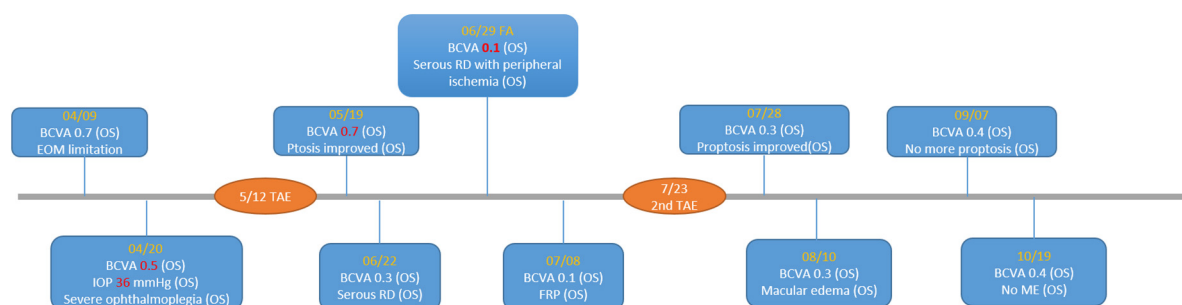 04/09
BCVA 0.7 (OS)
EOM limitation
04/20
BCVA 0.5 (OS)
IOP 36 mmHg (OS)
Severe ophthalmoplegia (OS)
5/12 TAE
05/19
BCVA 0.7 (OS)
Ptosis improved (OS)
06/22
BCVA 0.3 (OS)
Serous RD (OS)
06/29 FA
BCVA 0.1 (OS)
Serous RD with peripheral
ischemia (OS)
07/08
BCVA 0.1 (OS)
FRP (OS)
7/23
2nd TAE
07/28
BCVA 0.3 (OS)
Proptosis improved(OS)
08/10
BCVA 0.3 (OS)
Macular edema (OS)
09/07
BCVA 0.4 (OS)
No more proptosis (OS)
10/19
BCVA 0.4 (OS)
No ME (OS)